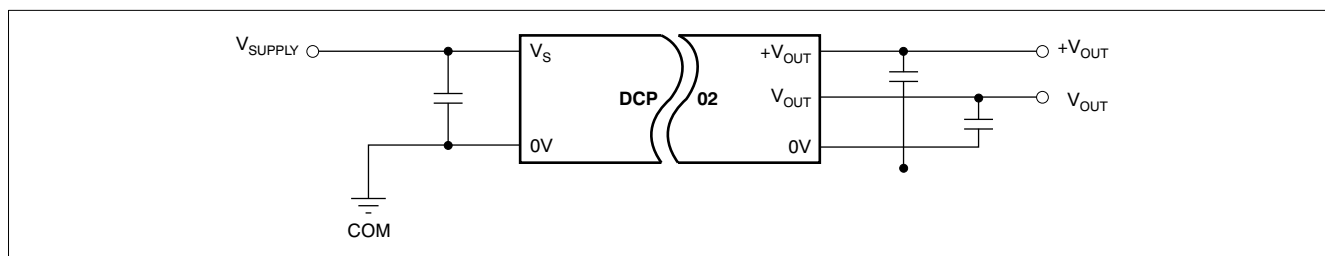 V_SUPPLY
V_S
0V
COM
DCP 02
+V_OUT
V_OUT
0V
+V_OUT
V_OUT